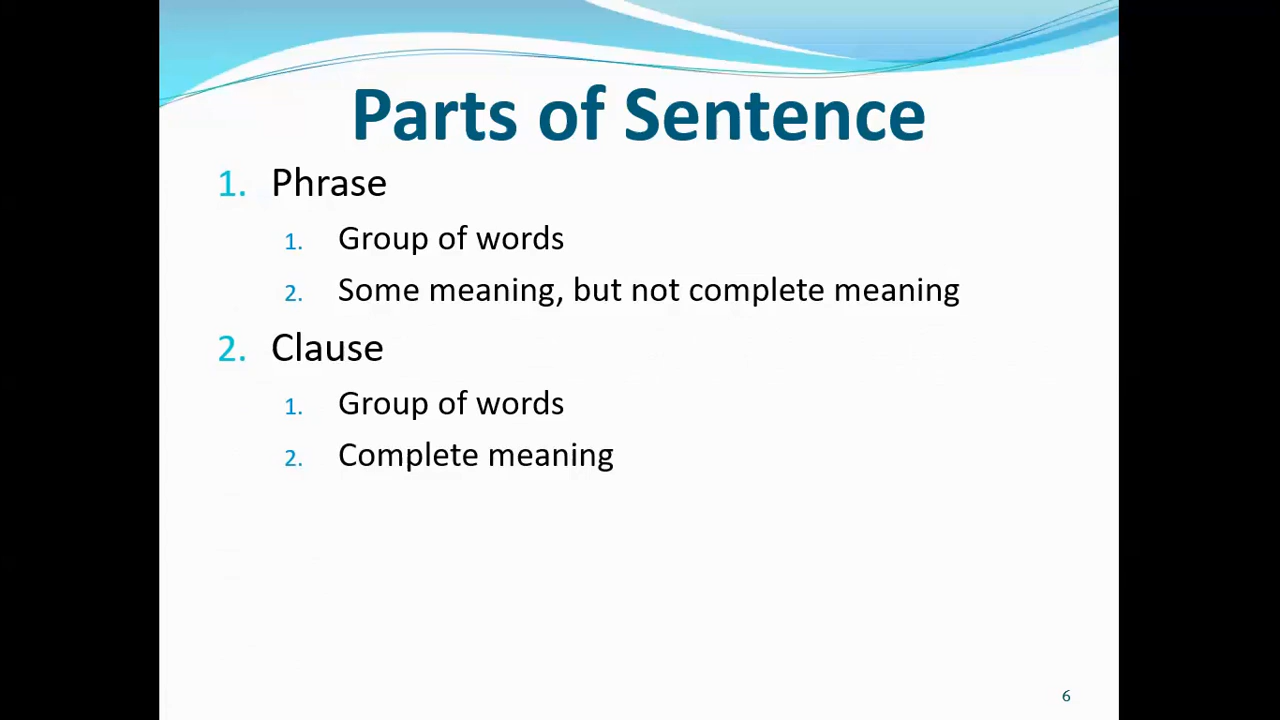 Parts of Sentence
1. Phrase
1. Group of words
2. Some meaning, but not complete meaning
2. Clause
1. Group of words
2. Complete meaning
6